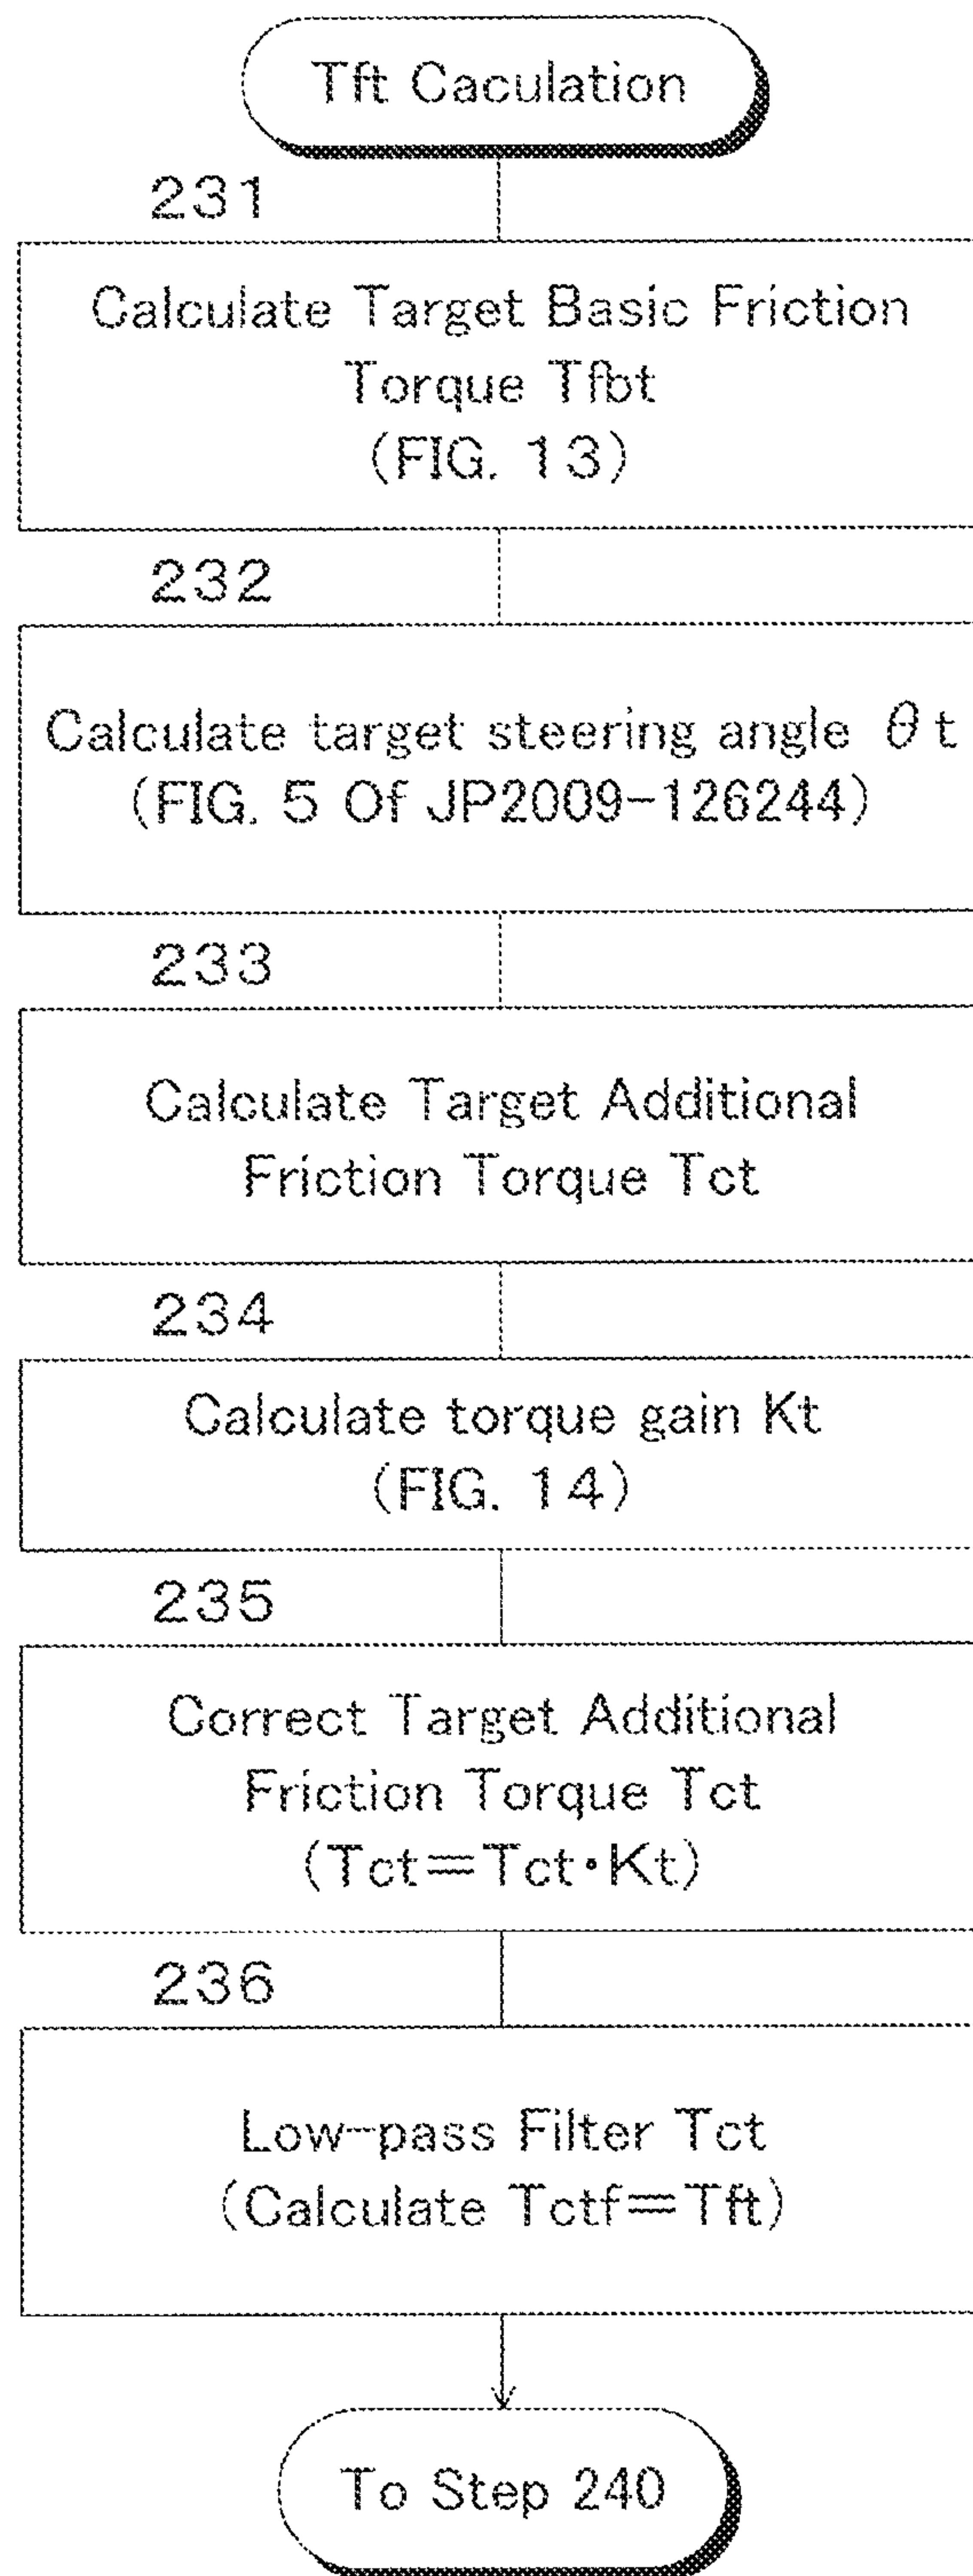 Tft Caculation
231
Calculate Target Basic Friction
Torque Tfbt
(FIG. 13)
232
Calculate target steering angle θt
(FIG. 5 Of JP2009-126244)
233
Calculate Target Additional
Friction Torque Tct
234
Calculate torque gain Kt
(FIG. 14)
235
Correct Target Additional
Friction Torque Tct
(Tct=Tct・Kt)
236
Low-pass Filter Tct
(Calculate Tctf=Tft)
To Step 240